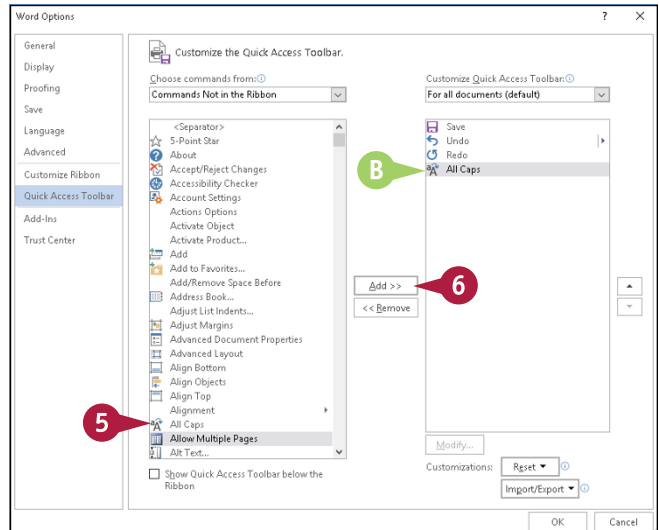 Word Options ? ×
General
Display
Proofing
Save
Language
Advanced
Customize Ribbon
Quick Access Toolbar
Add-Ins
Trust Center
Customize the Quick Access Toolbar.
Choose commands from:
Commands Not in the Ribbon
<Separator>
5-Point Star
About
Accept/Reject Changes
Accessibility Checker
Account Settings
Actions Options
Activate Object
Activate Product...
Add
Add to Favorites...
Add/Remove Space Before
Address Book...
Adjust List Indents...
Adjust Margins
Advanced Document Properties
Advanced Layout
Align Bottom
Align Objects
Align Top
Alignment
5
All Caps
Allow Multiple Pages
Alt Text...
Show Quick Access Toolbar below the
Ribbon
Add >>
6
<< Remove
Customize Quick Access Toolbar:
For all documents (default)
Save
Undo
Redo
B
All Caps
Modify...
Customizations: Reset
Import/Export
OK Cancel